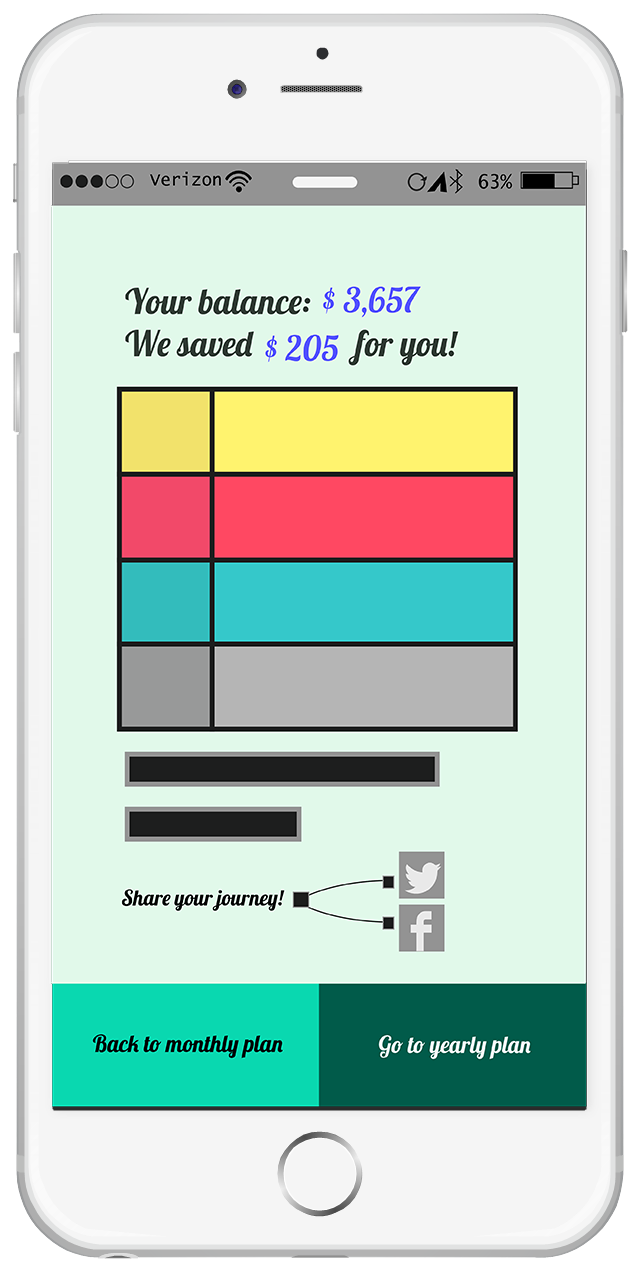 Verizon 63%
Your balance: $ 3,657
We saved $ 205 for you!
Share your journey!
Back to monthly plan
Go to yearly plan